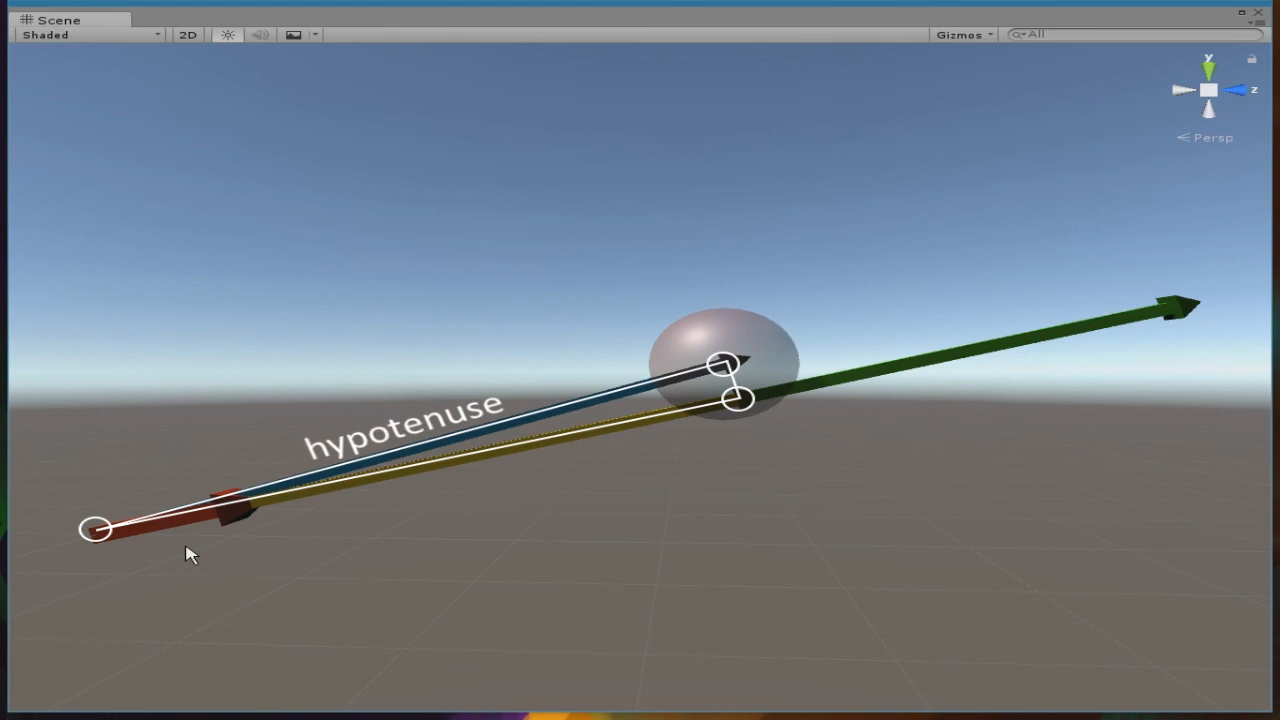 Scene
Shaded
2D
Gizmos
All
y
z
Persp
hypotenuse